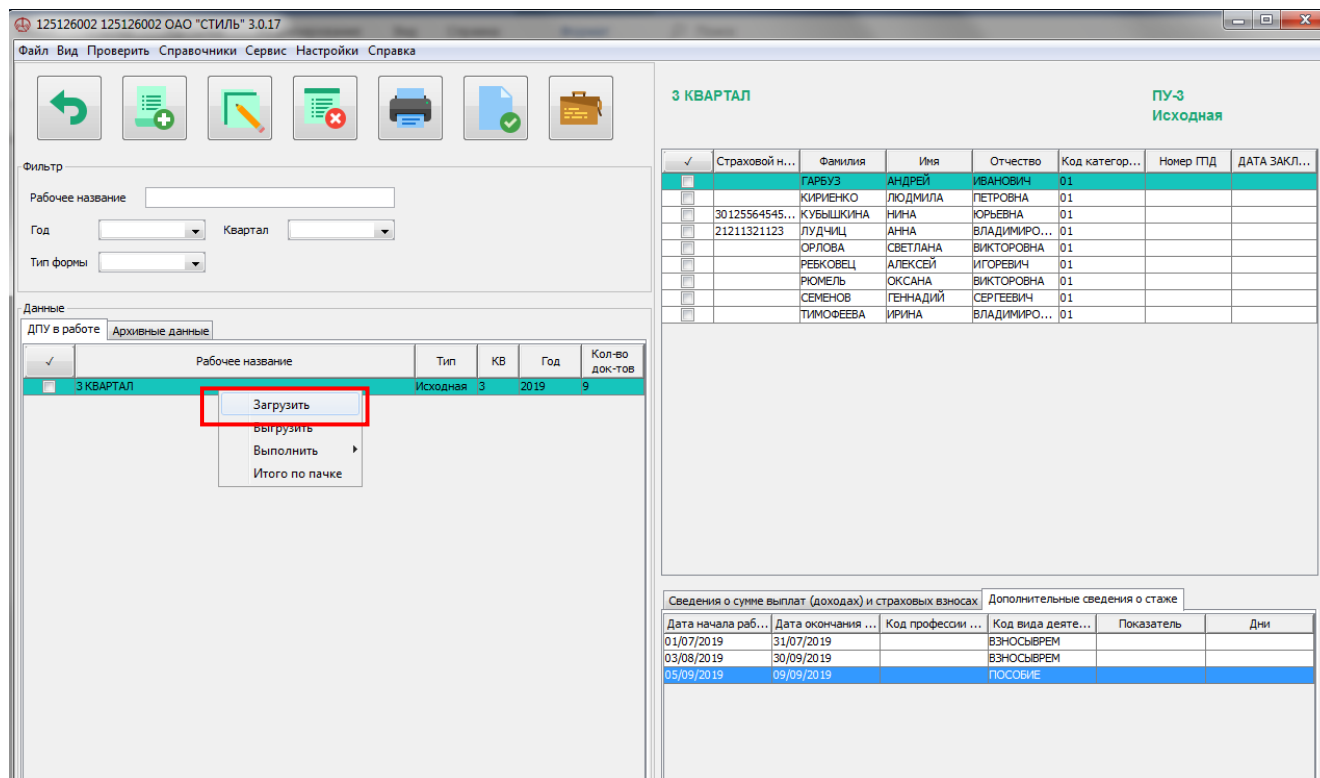 125126002 125126002 ОАО "СТИЛЬ" 3.0.17
Файл Вид Проверить Справочники Сервис Настройки Справка
3 КВАРТАЛ
ПУ-3
Исходная
Фильтр
Рабочее название
Год Квартал
Тип формы
Данные
ДПУ в работе Архивные данные
✓ Рабочее название Тип КВ Год Кол-во док-тов
3 КВАРТАЛ Исходная 3 2019 9
Загрузить
Выгрузить
Выполнить
Итого по пачке
✓ Страховой н... Фамилия Имя Отчество Код категор... Номер ГПД ДАТА ЗАКЛ...
ГАРБУЗ АНДРЕЙ ИВАНОВИЧ 01
КИРИЕНКО ЛЮДМИЛА ПЕТРОВНА 01
30125564545... КУБЫШКИНА НИНА ЮРЬЕВНА 01
21211321123 ЛУДЧИЦ АННА ВЛАДИМИРО... 01
ОРЛОВА СВЕТЛАНА ВИКТОРОВНА 01
РЕБКОВЕЦ АЛЕКСЕЙ ИГОРЕВИЧ 01
РЮМЕЛЬ ОКСАНА ВИКТОРОВНА 01
СЕМЕНОВ ГЕННАДИЙ СЕРГЕЕВИЧ 01
ТИМОФЕЕВА ИРИНА ВЛАДИМИРО... 01
Сведения о сумме выплат (доходах) и страховых взносах Дополнительные сведения о стаже
Дата начала раб... Дата окончания ... Код профессии ... Код вида деяте... Показатель Дни
01/07/2019 31/07/2019 ВЗНОСЫВРЕМ
03/08/2019 30/09/2019 ВЗНОСЫВРЕМ
05/09/2019 09/09/2019 ПОСОБИЕ